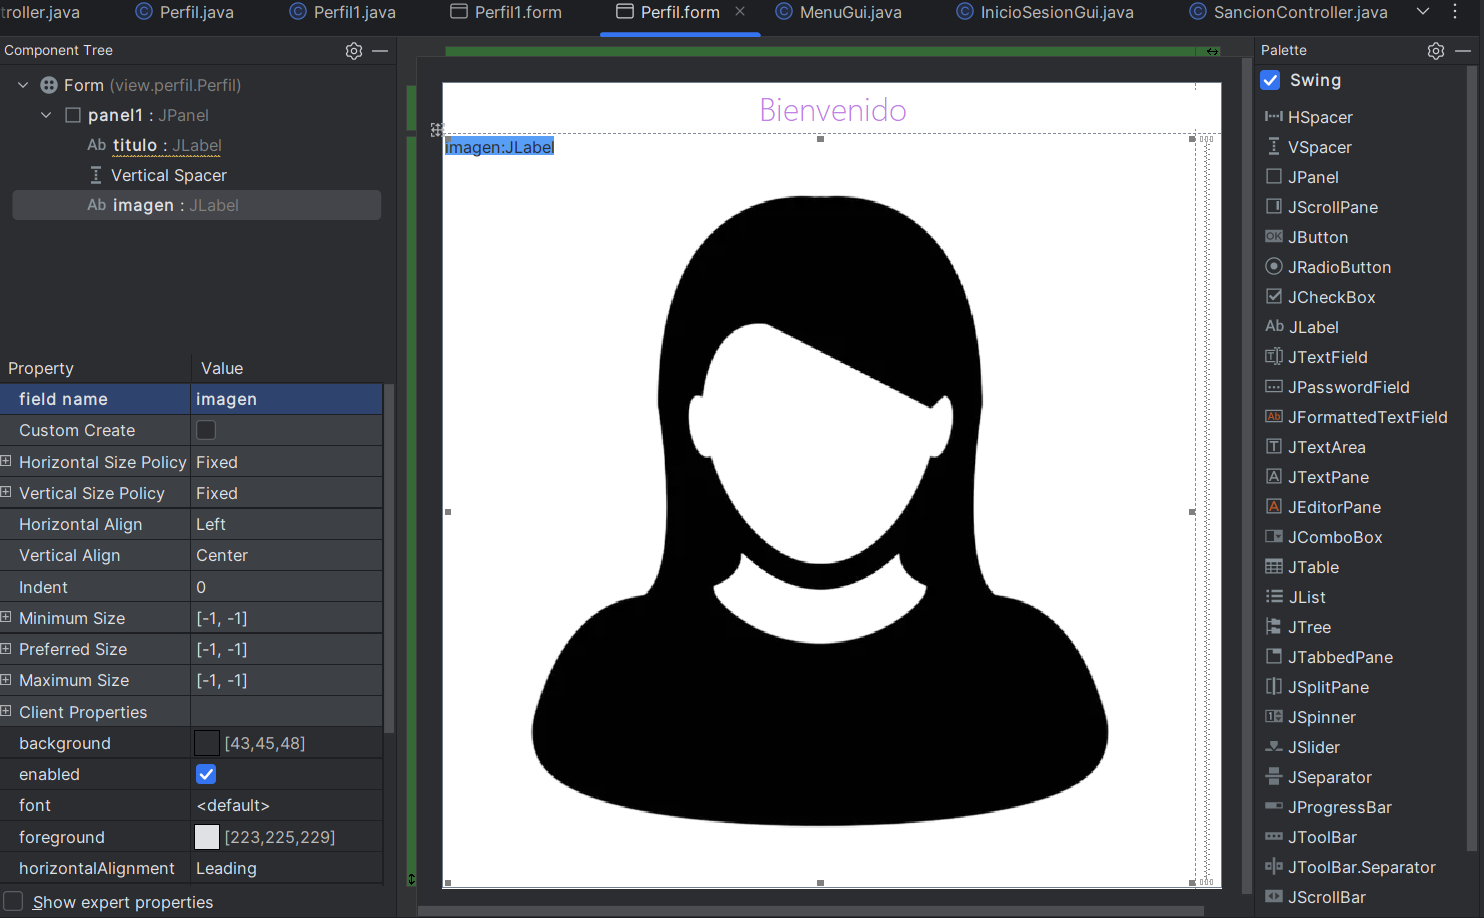 troller.java
Perfil.java
Perfil1.java
Perfil1.form
Perfil.form
MenuGui.java
InicioSesionGui.java
SancionController.java
Component Tree
Form (view.perfil.Perfil)
panel1 : JPanel
Ab titulo : JLabel
Vertical Spacer
Ab imagen : JLabel
Property Value
field name imagen
Custom Create
Horizontal Size Policy Fixed
Vertical Size Policy Fixed
Horizontal Align Left
Vertical Align Center
Indent 0
Minimum Size [-1, -1]
Preferred Size [-1, -1]
Maximum Size [-1, -1]
Client Properties
background [43,45,48]
enabled
font <default>
foreground [223,225,229]
horizontalAlignment Leading
Show expert properties
Bienvenido
imagen:JLabel
Palette
Swing
HSpacer
VSpacer
JPanel
JScrollPane
OK JButton
JRadioButton
JCheckBox
Ab JLabel
JTextField
JPasswordField
Ab JFormattedTextField
JTextArea
JTextPane
JEditorPane
JComboBox
JTable
JList
JTree
JTabbedPane
JSplitPane
JSpinner
JSlider
JSeparator
JProgressBar
JToolBar
JToolBar.Separator
JScrollBar